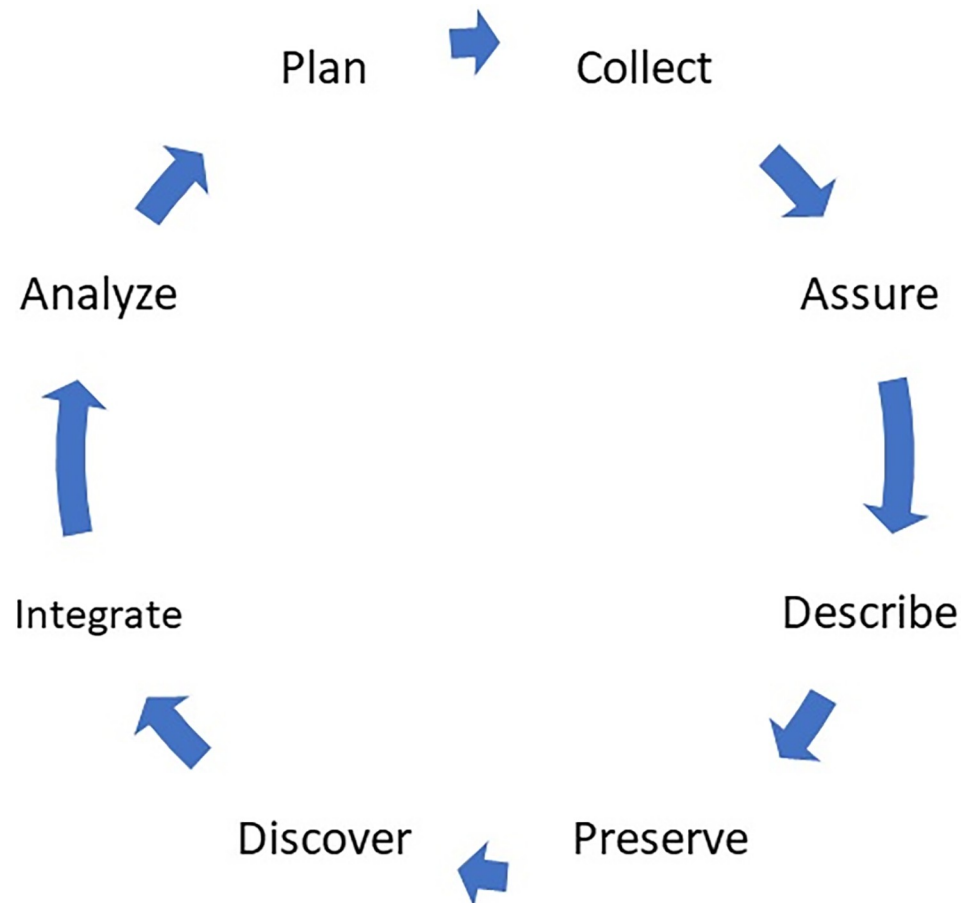 Plan
Collect
Assure
Describe
Preserve
Discover
Integrate
Analyze